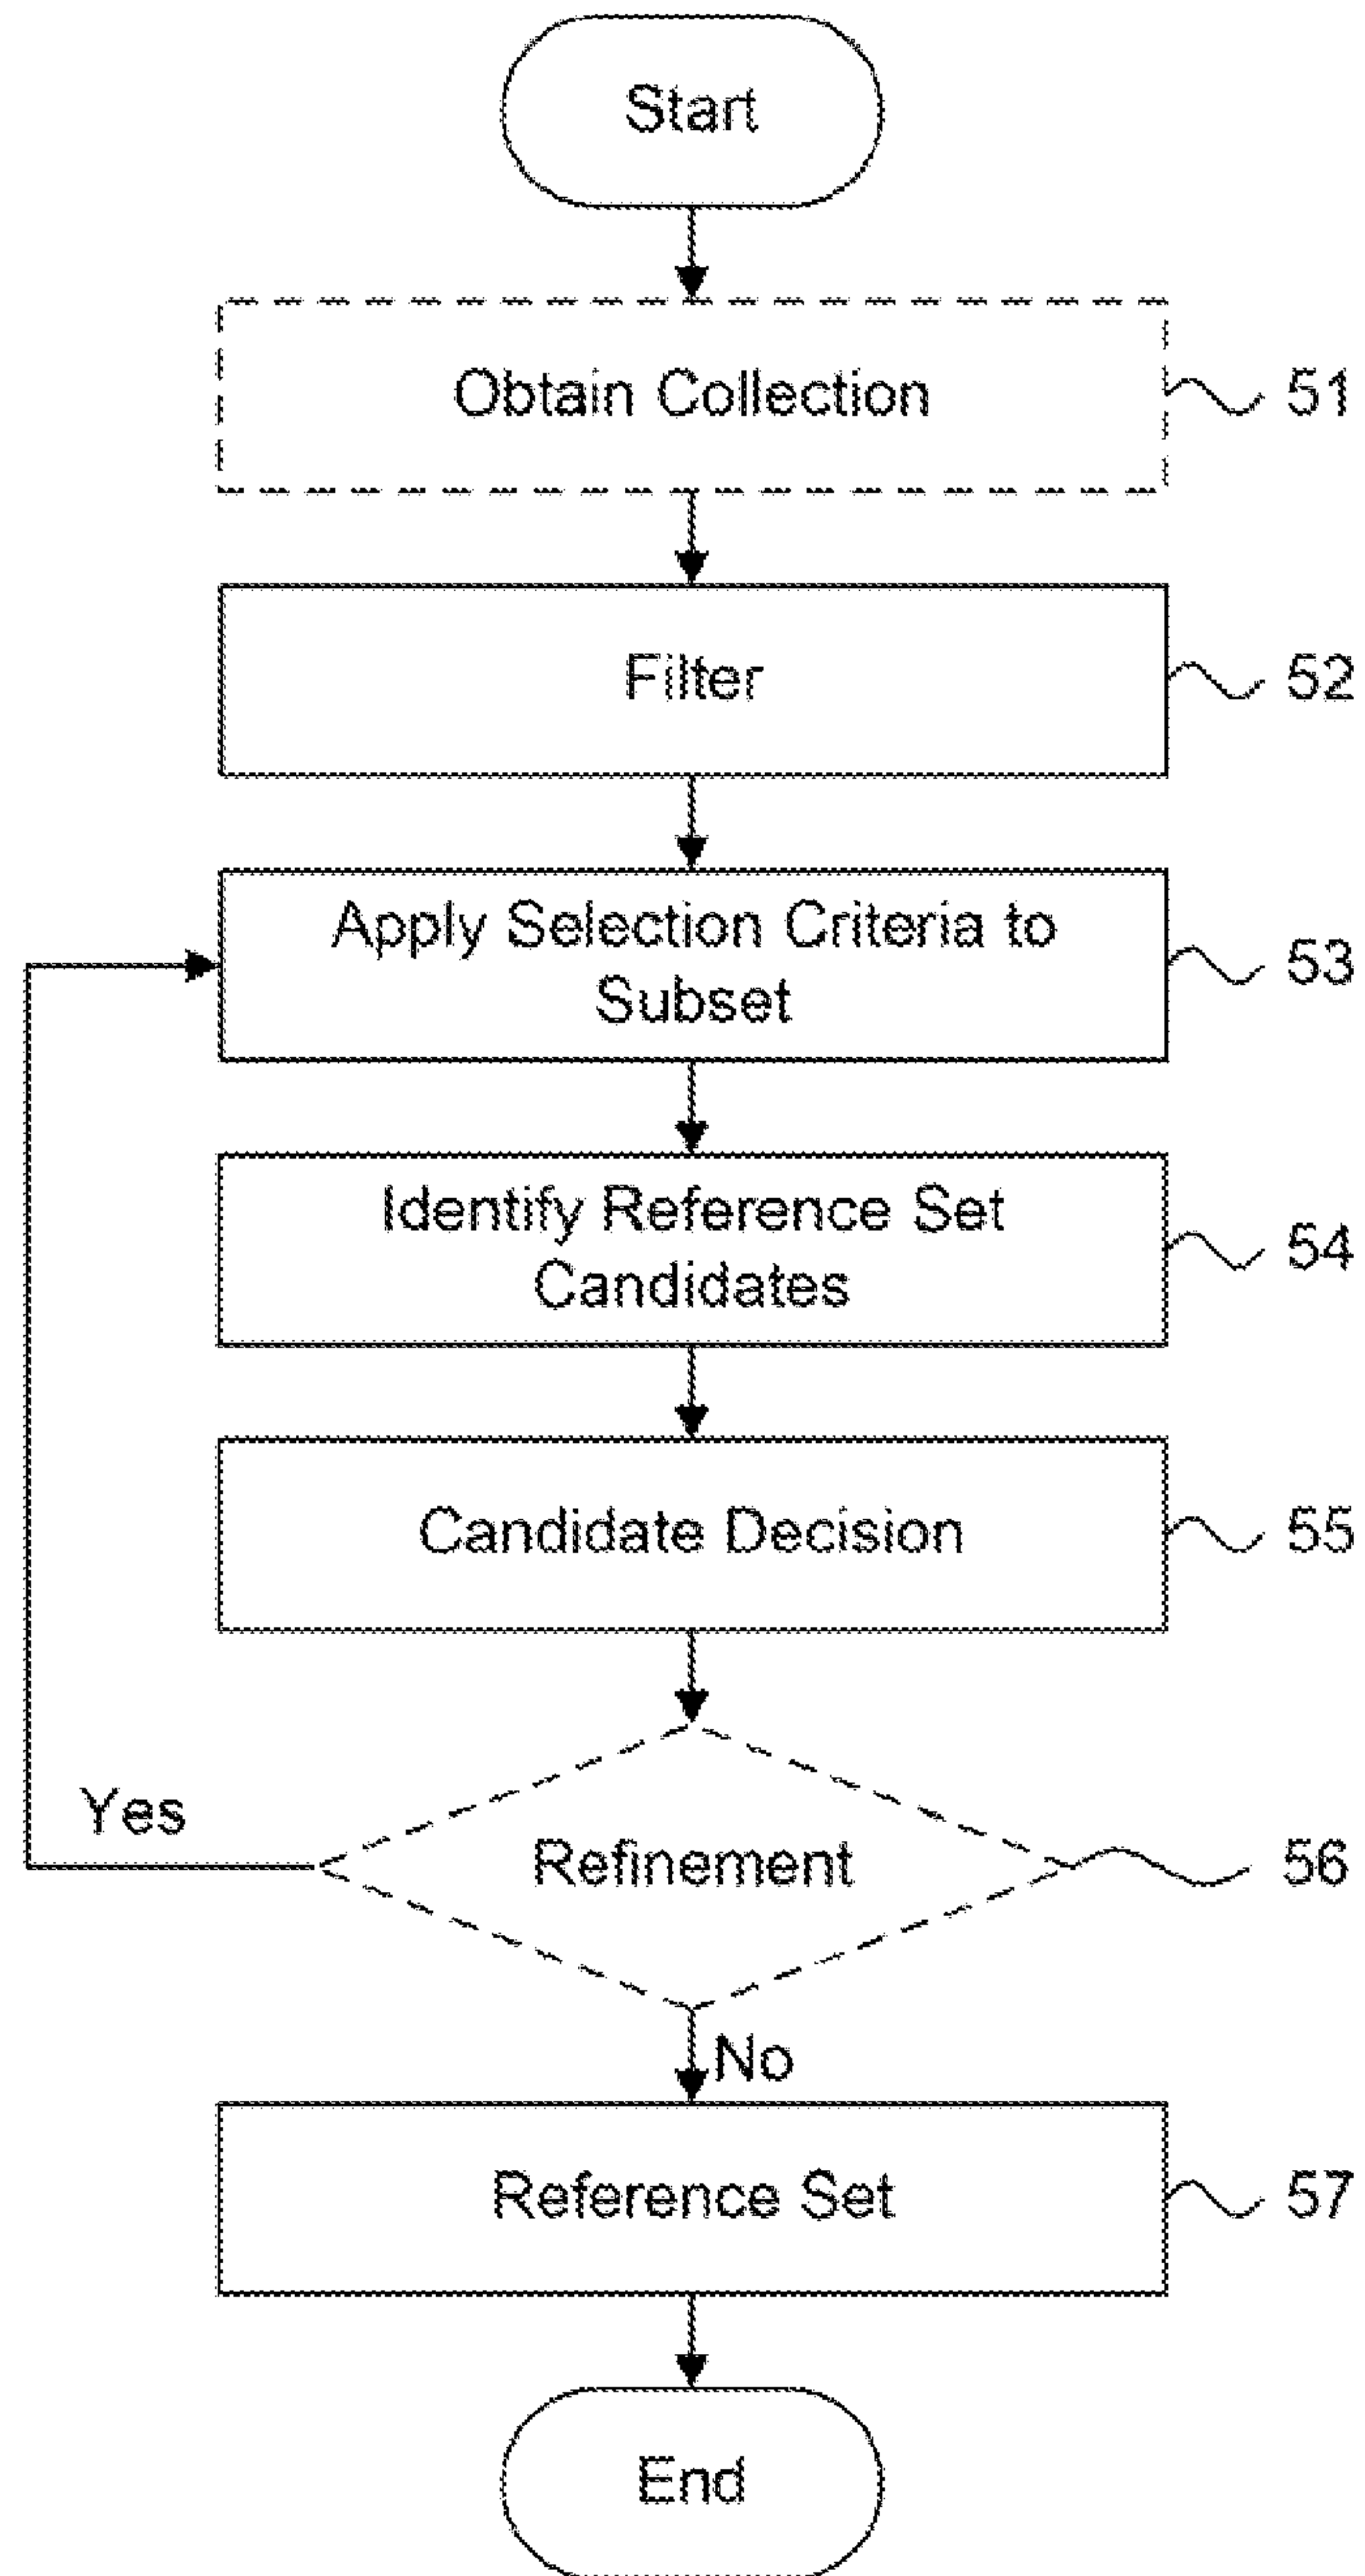 Start
Obtain Collection
51
Filter
52
Apply Selection Criteria to
Subset
53
Identify Reference Set
Candidates
54
Candidate Decision
55
Yes
Refinement
56
No
Reference Set
57
End